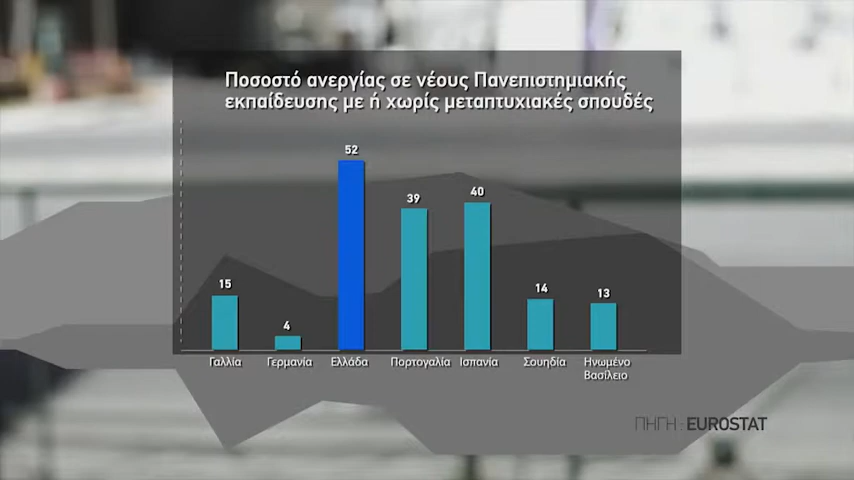 Ποσοστό ανεργίας σε νέους Πανεπιστημιακής
εκπαίδευσης με ή χωρίς μεταπτυχιακές σπουδές
52
39
40
15
4
14
13
Γαλλία
Γερμανία
Ελλάδα
Πορτογαλία
Ισπανία
Σουηδία
Ηνωμένο
Βασίλειο
ΠΗΓΗ : EUROSTAT